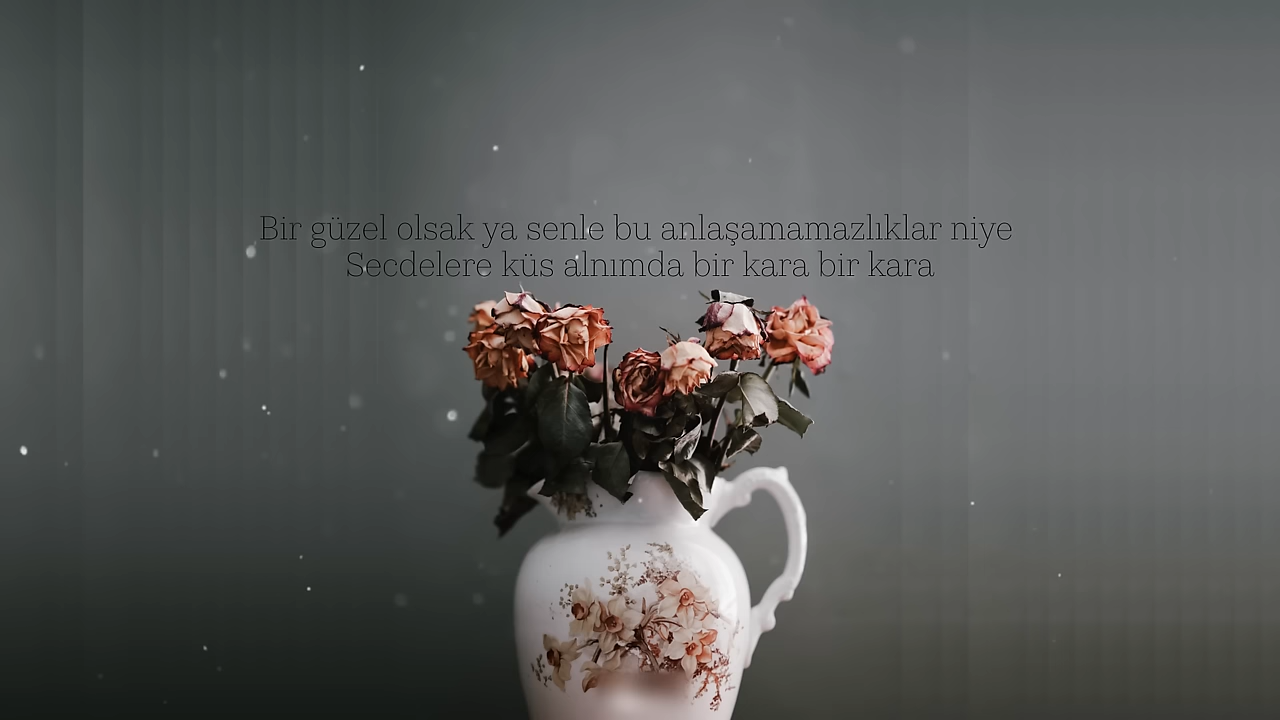 Bir güzel olsak ya senle bu anlaşamamazlıklar niye
Secdelere küs alnımda bir kara bir kara